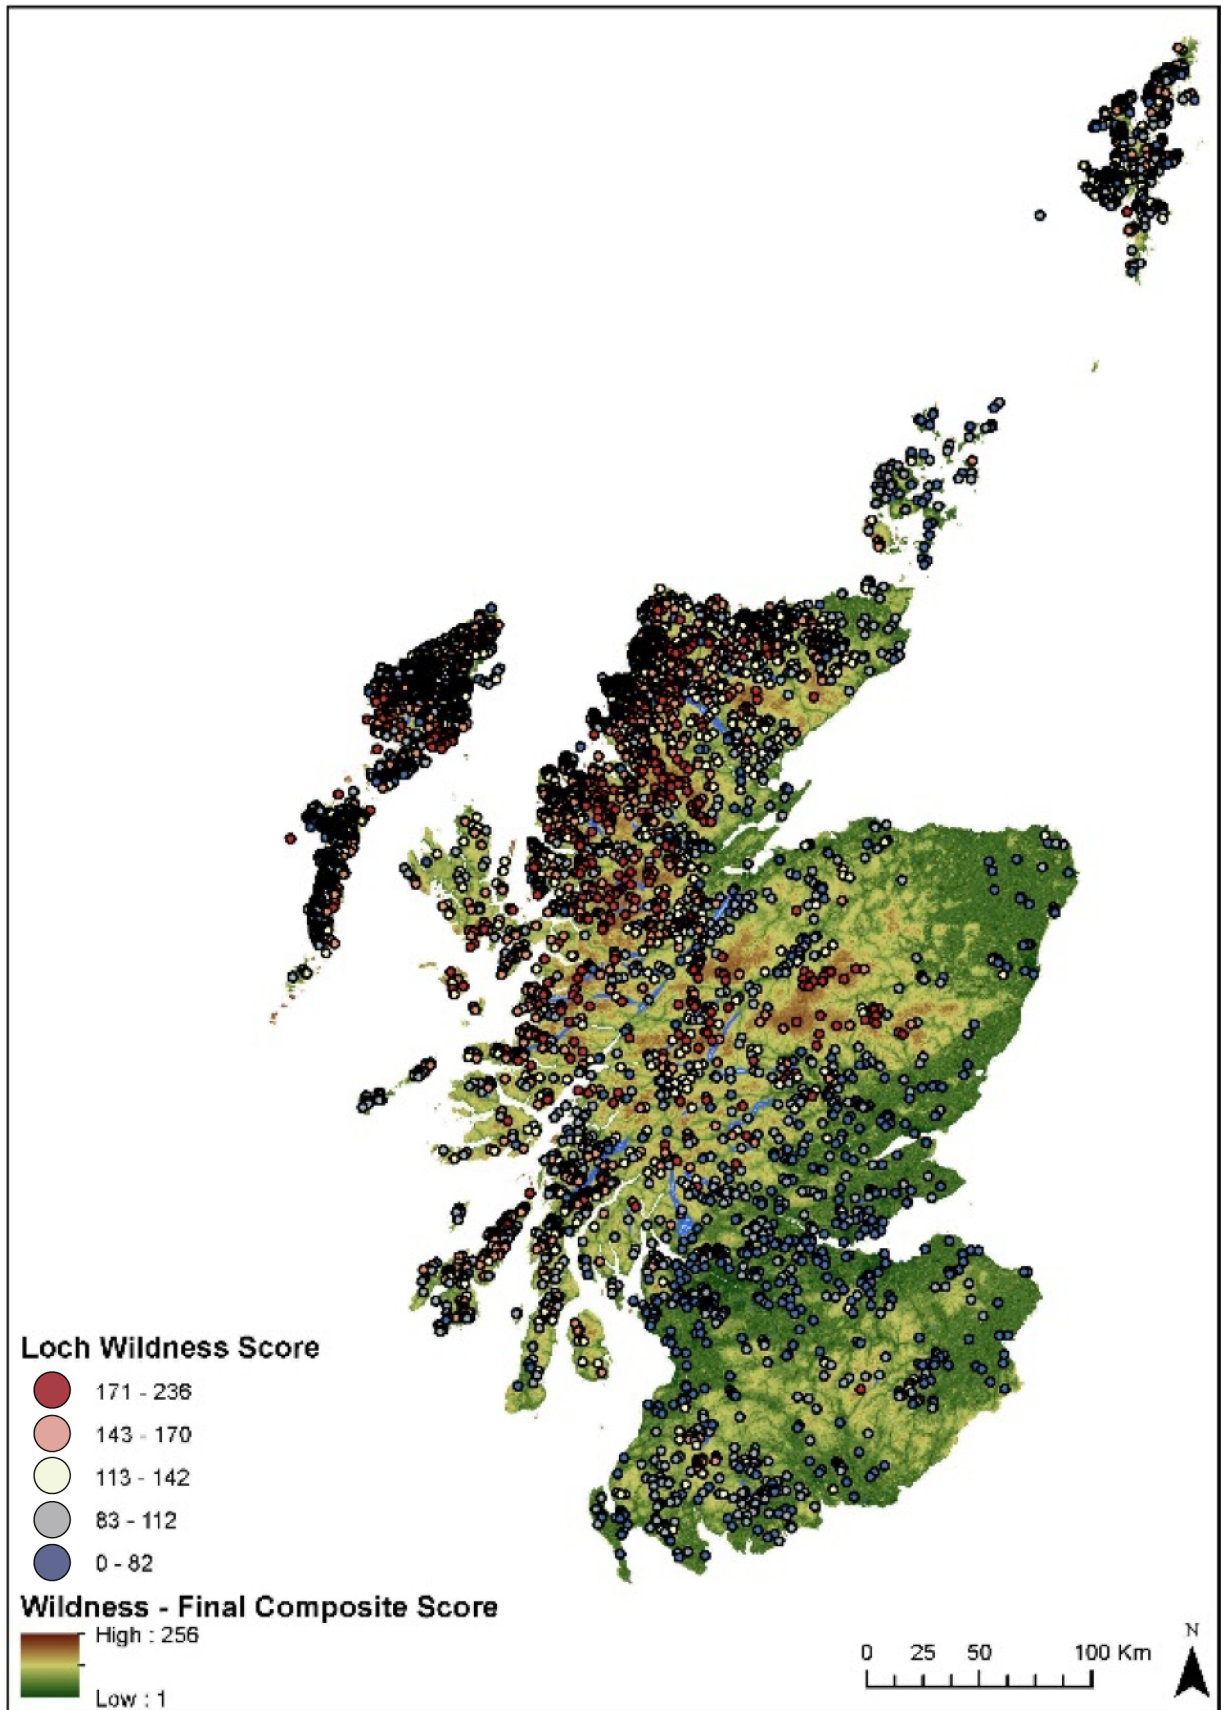 Loch Wildness Score
171 - 236
143 - 170
113 - 142
83 - 112
0 - 82
Wildness - Final Composite Score
High : 256
Low : 1
N
0 25 50 100 Km